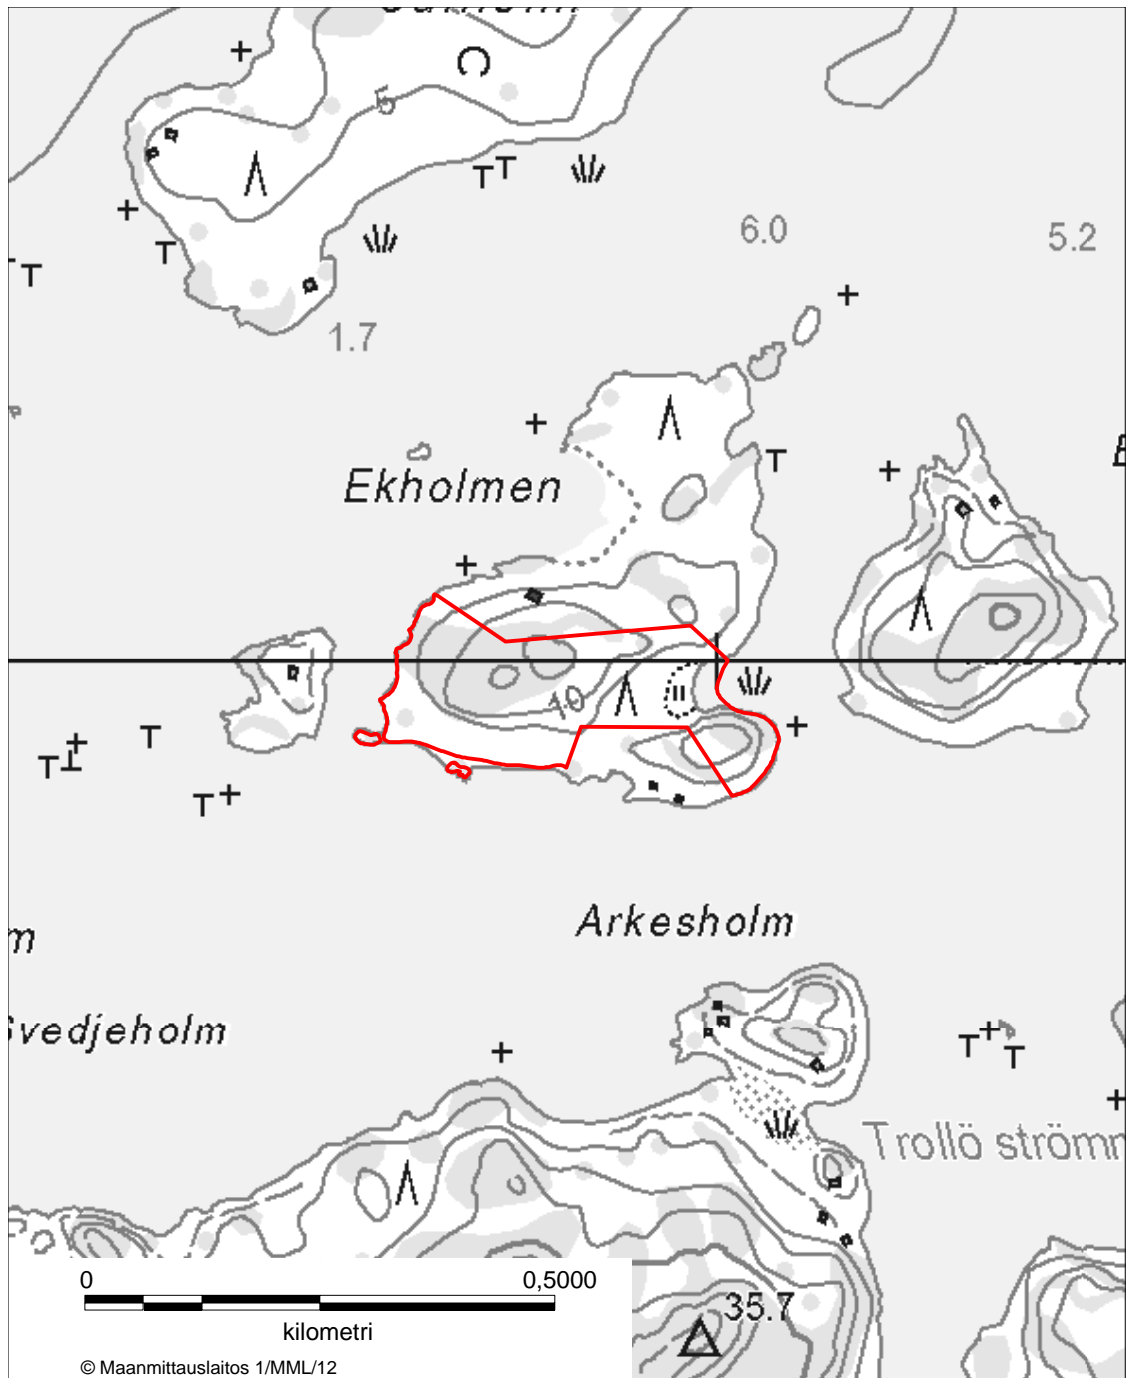 5
6.0
5.2
1.7
Ekholmen
10
Arkesholm
m
Svedjeholm
Trollö ström
35.7
0
0,5000
kilometri
© Maanmittauslaitos 1/MML/12